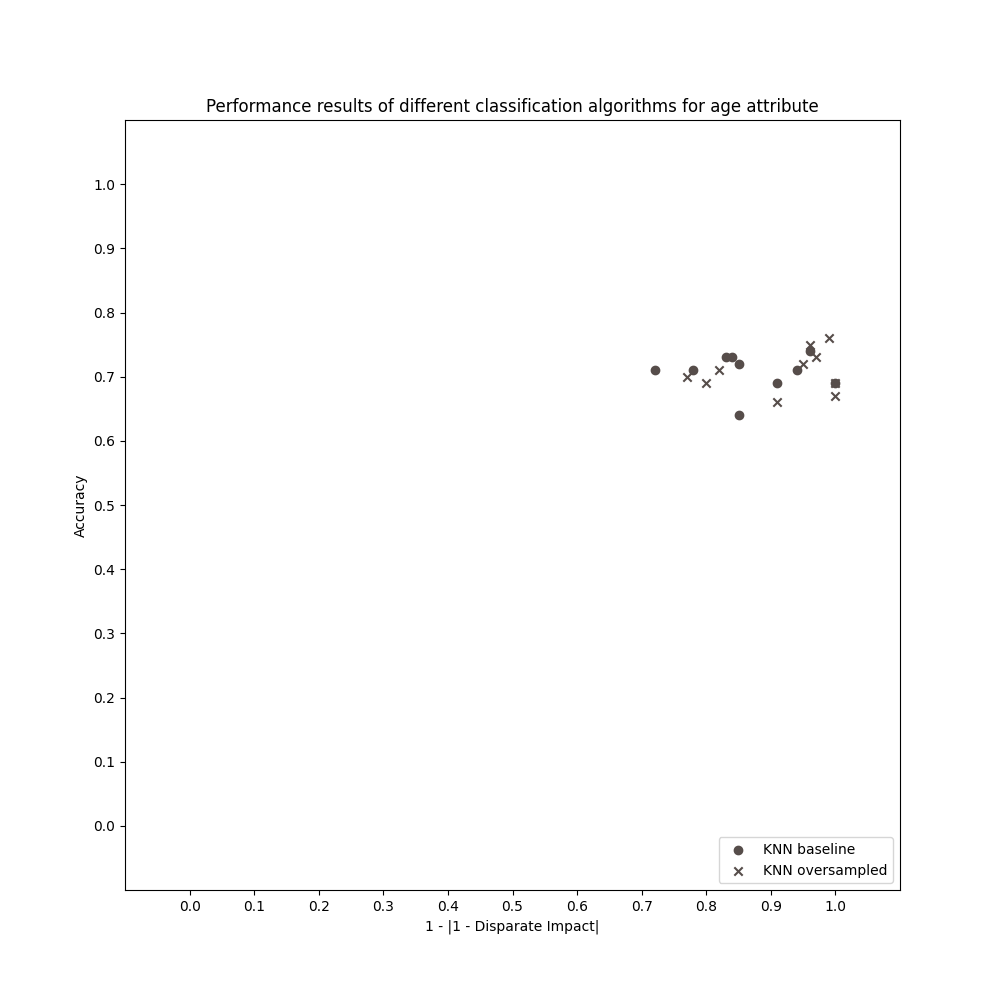 Performance results of different classification algorithms for age attribute
1.0
0.9
0.8
0.7
0.6
0.5
0.4
0.3
0.2
0.1
0.0
Accuracy
KNN baseline
KNN oversampled
0.0 0.1 0.2 0.3 0.4 0.5 0.6 0.7 0.8 0.9 1.0
1 - |1 - Disparate Impact|